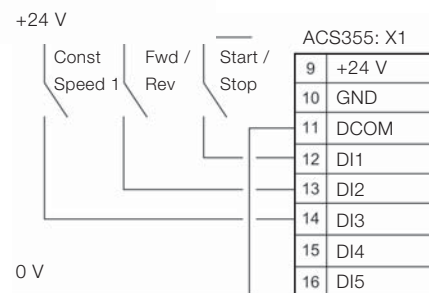 +24 V
Const
Speed 1
Fwd /
Rev
Start /
Stop
ACS355: X1
9 +24 V
10 GND
11 DCOM
12 DI1
13 DI2
14 DI3
15 DI4
16 DI5
0 V